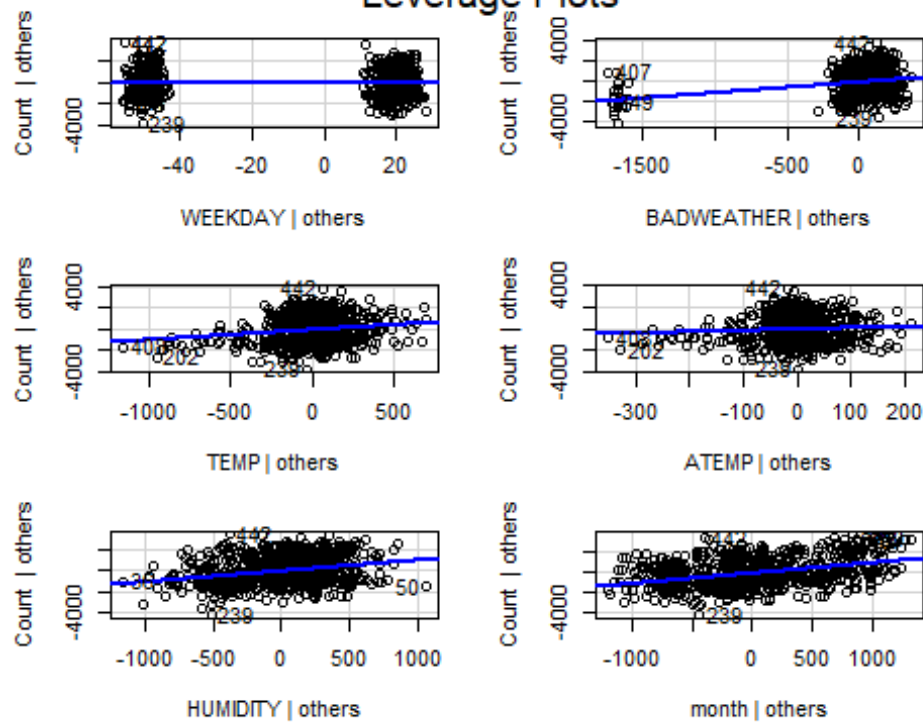 Leverage Plots
Count | others
4000
-4000
442
239
-40 -20 0 20
WEEKDAY | others
Count | others
4000
-4000
442
407
239
-1500 -500 0
BADWEATHER | others
Count | others
4000
-4000
442
202
239
-1000 -500 0 500
TEMP | others
Count | others
4000
-4000
442
202
239
-300 -100 0 100 200
ATEMP | others
Count | others
-4000
442
50
239
-1000 -500 0 500 1000
HUMIDITY | others
Count | others
-4000
442
239
-1000 0 500 1000
month | others